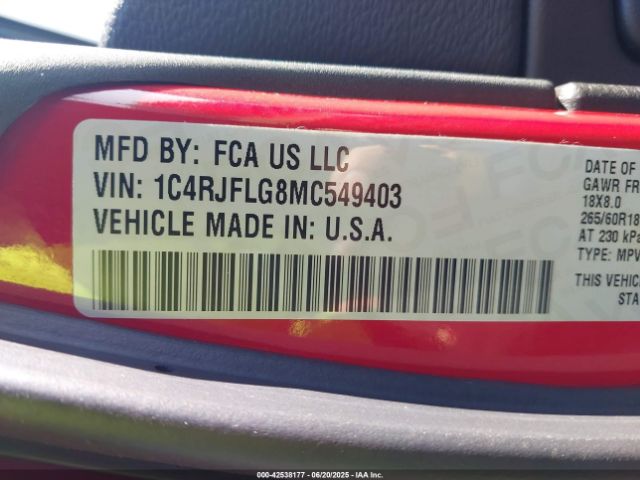 MFD BY: FCA US LLC
VIN: 1C4RJFLG8MC549403
VEHICLE MADE IN: U.S.A.
DATE OF
GAWR FR
18X8.0
265/60R18
AT 230 kPa
TYPE: MPV
THIS VEHIC
STA
000-42538177 - 06/20/2025 - IAA Inc.